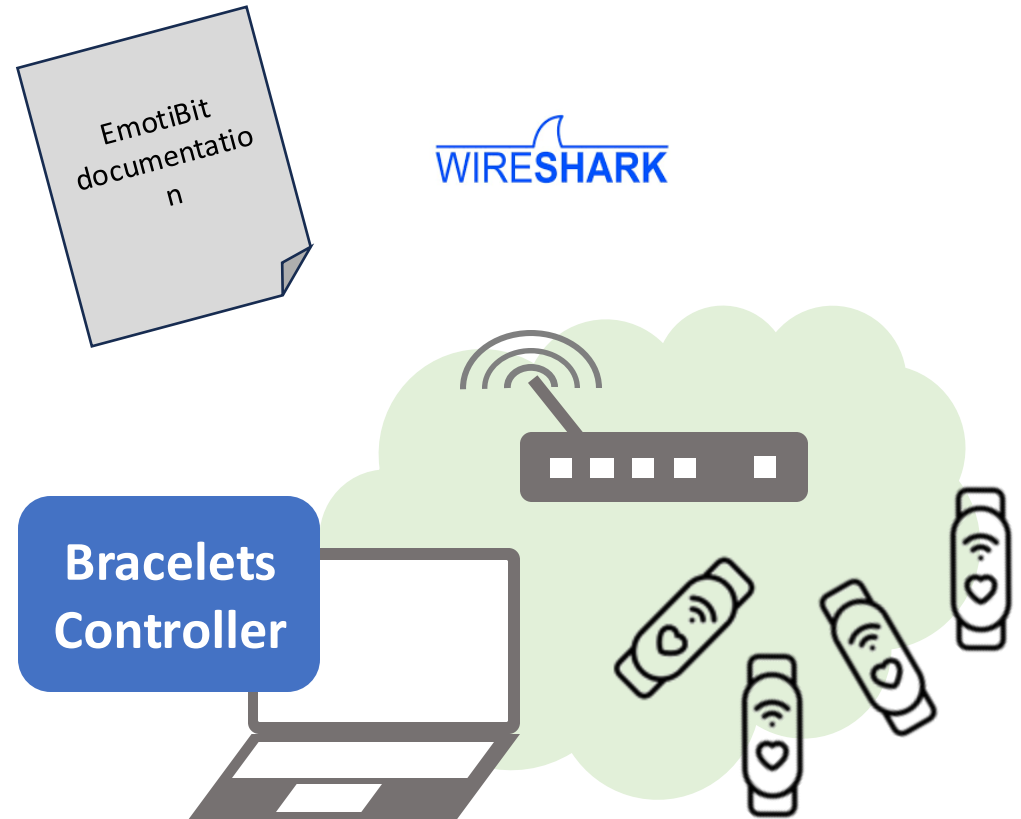 EmotiBit
documentatio
n
WIRESHARK
Bracelets
Controller